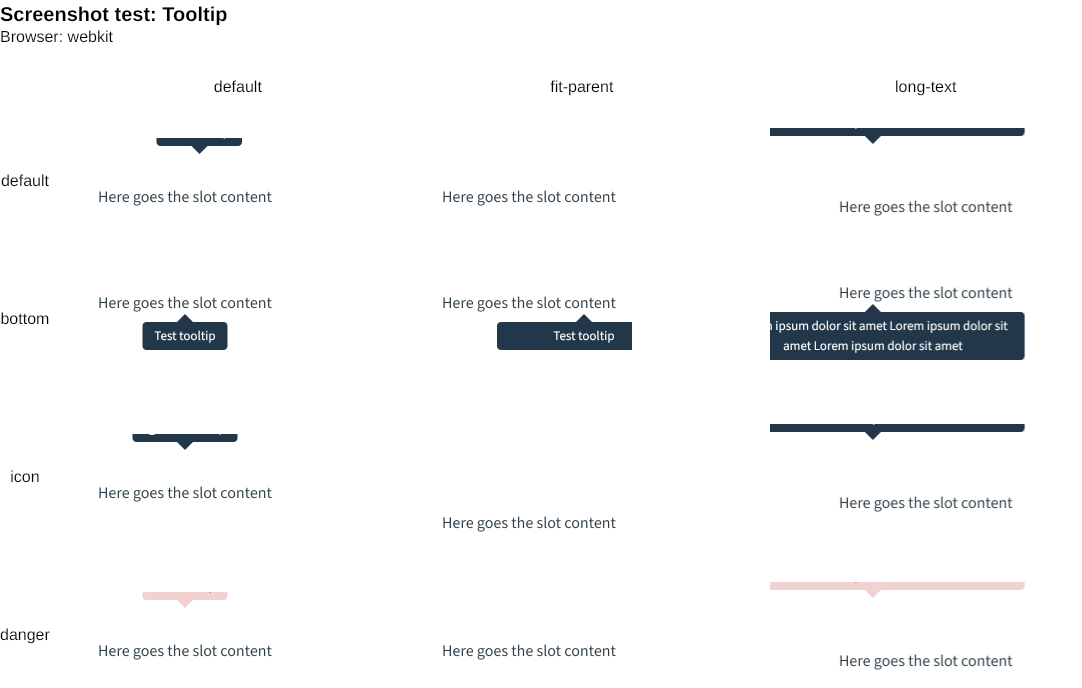 Screenshot test: Tooltip
Browser: webkit
default fit-parent long-text
default
Here goes the slot content Here goes the slot content Here goes the slot content
bottom
Here goes the slot content Here goes the slot content Here goes the slot content
Test tooltip Test tooltip ipsum dolor sit amet Lorem ipsum dolor sit
amet Lorem ipsum dolor sit amet
icon
Here goes the slot content Here goes the slot content Here goes the slot content
danger
Here goes the slot content Here goes the slot content Here goes the slot content